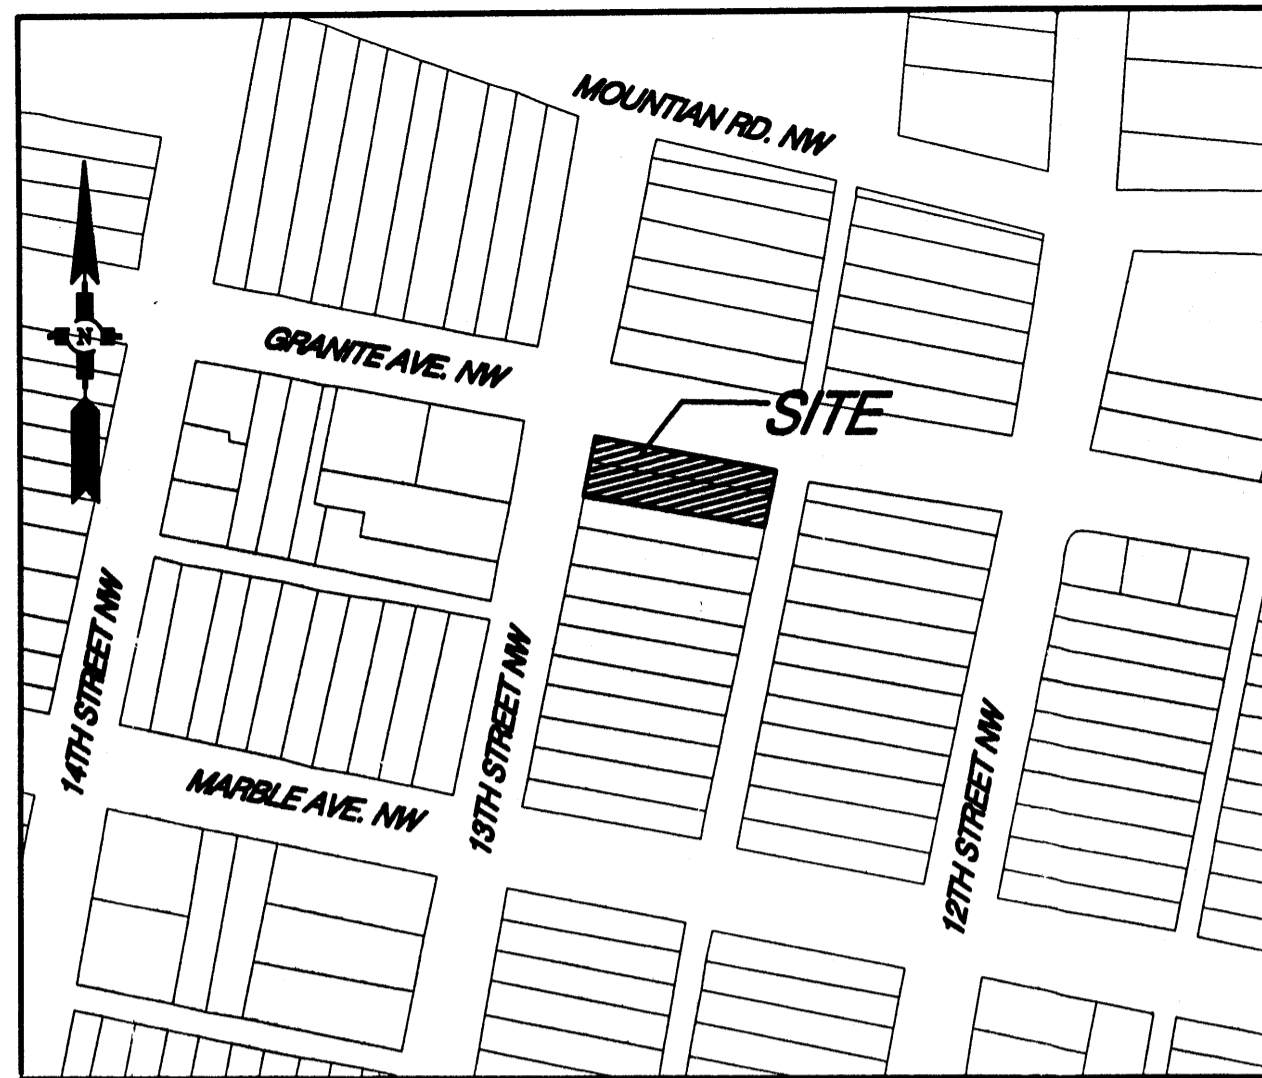 MOUNTIAN RD. NW
N
GRANITE AVE. NW
SITE
14TH STREET NW
13TH STREET NW
MARBLE AVE. NW
12TH STREET NW